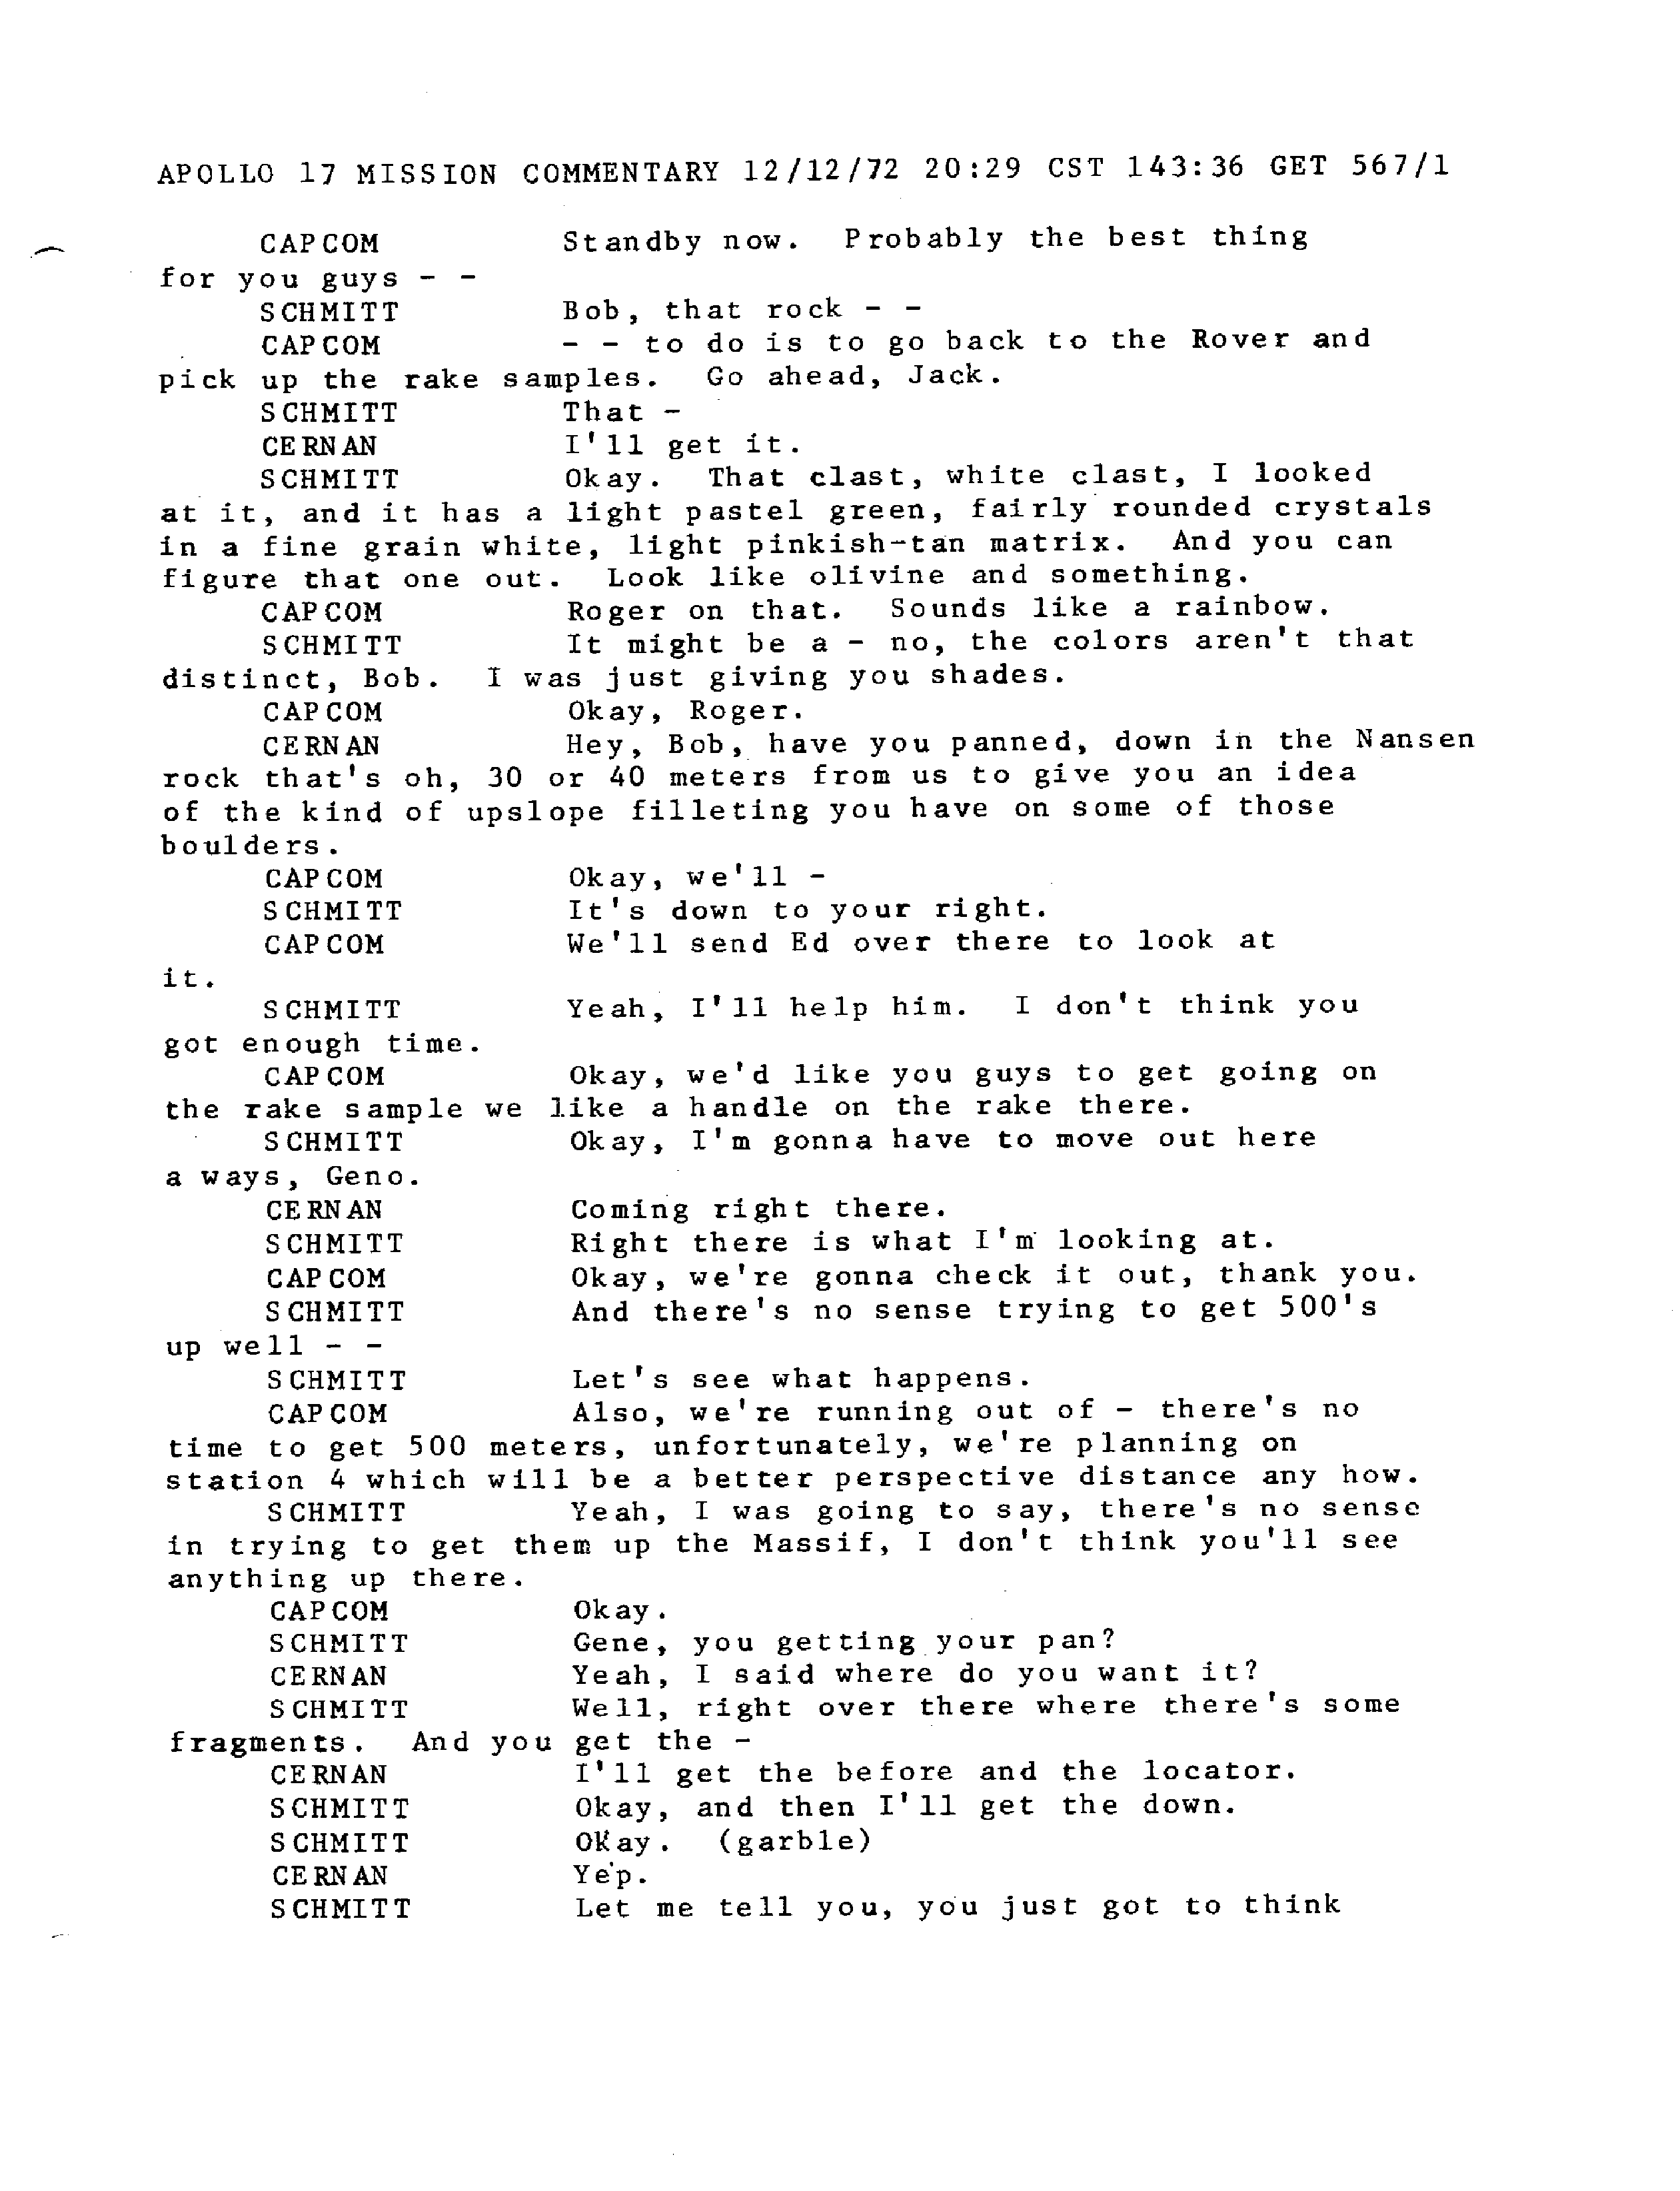 APOLLO 17 MISSION COMMENTARY 12/12/72 20:29 CST 143:36 GET 567/1
CAPCOM Standby now. Probably the best thing
for you guys - -
SCHMITT Bob, that rock - -
CAPCOM - - to do is to go back to the Rover and
pick up the rake samples. Go ahead, Jack.
SCHMITT That -
CERNAN I'll get it.
SCHMITT Okay. That clast, white clast, I looked
at it, and it has a light pastel green, fairly rounded crystals
in a fine grain white, light pinkish-tan matrix. And you can
figure that one out. Look like olivine and something.
CAPCOM Roger on that. Sounds like a rainbow.
SCHMITT It might be a - no, the colors aren't that
distinct, Bob. I was just giving you shades.
CAPCOM Okay, Roger.
CERNAN Hey, Bob, have you panned, down in the Nansen
rock that's oh, 30 or 40 meters from us to give you an idea
of the kind of upslope filleting you have on some of those
boulders.
CAPCOM Okay, we'll -
SCHMITT It's down to your right.
CAPCOM We'll send Ed over there to look at
it.
SCHMITT Yeah, I'll help him. I don't think you
got enough time.
CAPCOM Okay, we'd like you guys to get going on
the rake sample we like a handle on the rake there.
SCHMITT Okay, I'm gonna have to move out here
a ways, Geno.
CERNAN Coming right there.
SCHMITT Right there is what I'm looking at.
CAPCOM Okay, we're gonna check it out, thank you.
SCHMITT And there's no sense trying to get 500's
up well - -
SCHMITT Let's see what happens.
CAPCOM Also, we're running out of - there's no
time to get 500 meters, unfortunately, we're planning on
station 4 which will be a better perspective distance any how.
SCHMITT Yeah, I was going to say, there's no sense
in trying to get them up the Massif, I don't think you'll see
anything up there.
CAPCOM Okay.
SCHMITT Gene, you getting your pan?
CERNAN Yeah, I said where do you want it?
SCHMITT Well, right over there where there's some
fragments. And you get the -
CERNAN I'll get the before and the locator.
SCHMITT Okay, and then I'll get the down.
SCHMITT Okay. (garble)
CERNAN Yep.
SCHMITT Let me tell you, you just got to think